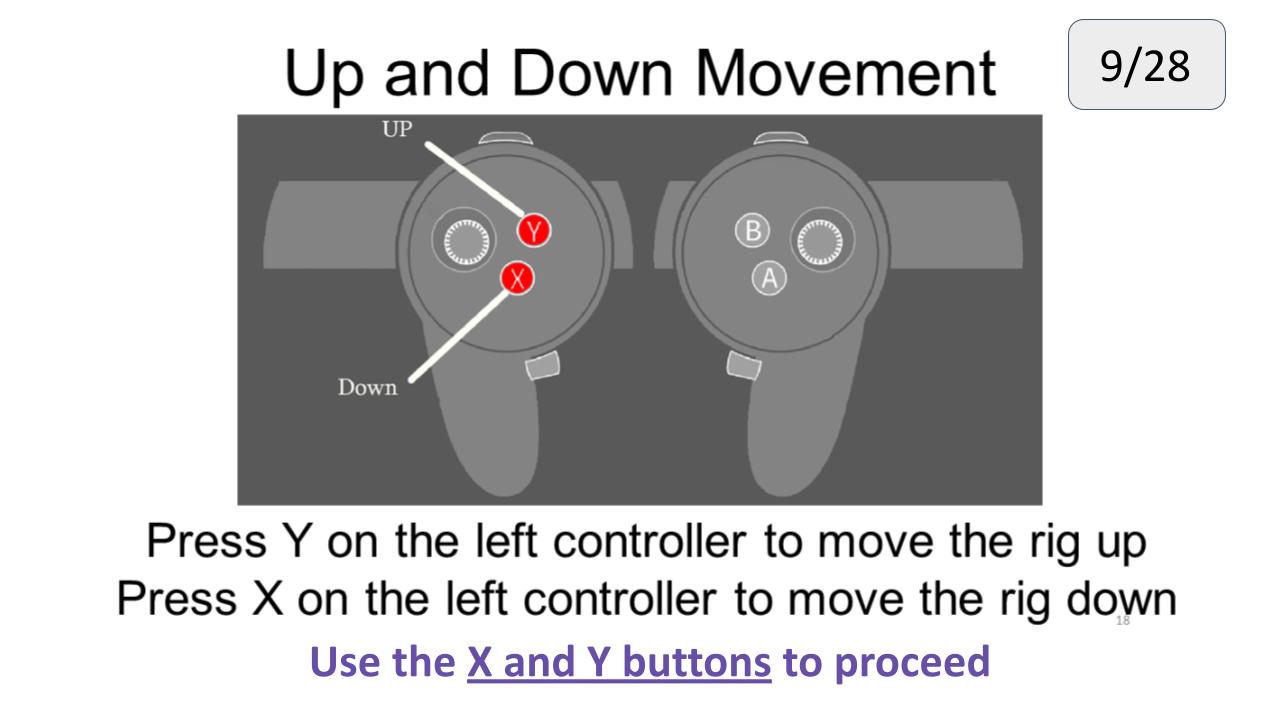 Up and Down Movement
9/28
UP
Y
X
B
A
Down
Press Y on the left controller to move the rig up
Press X on the left controller to move the rig down
18
Use the X and Y buttons to proceed